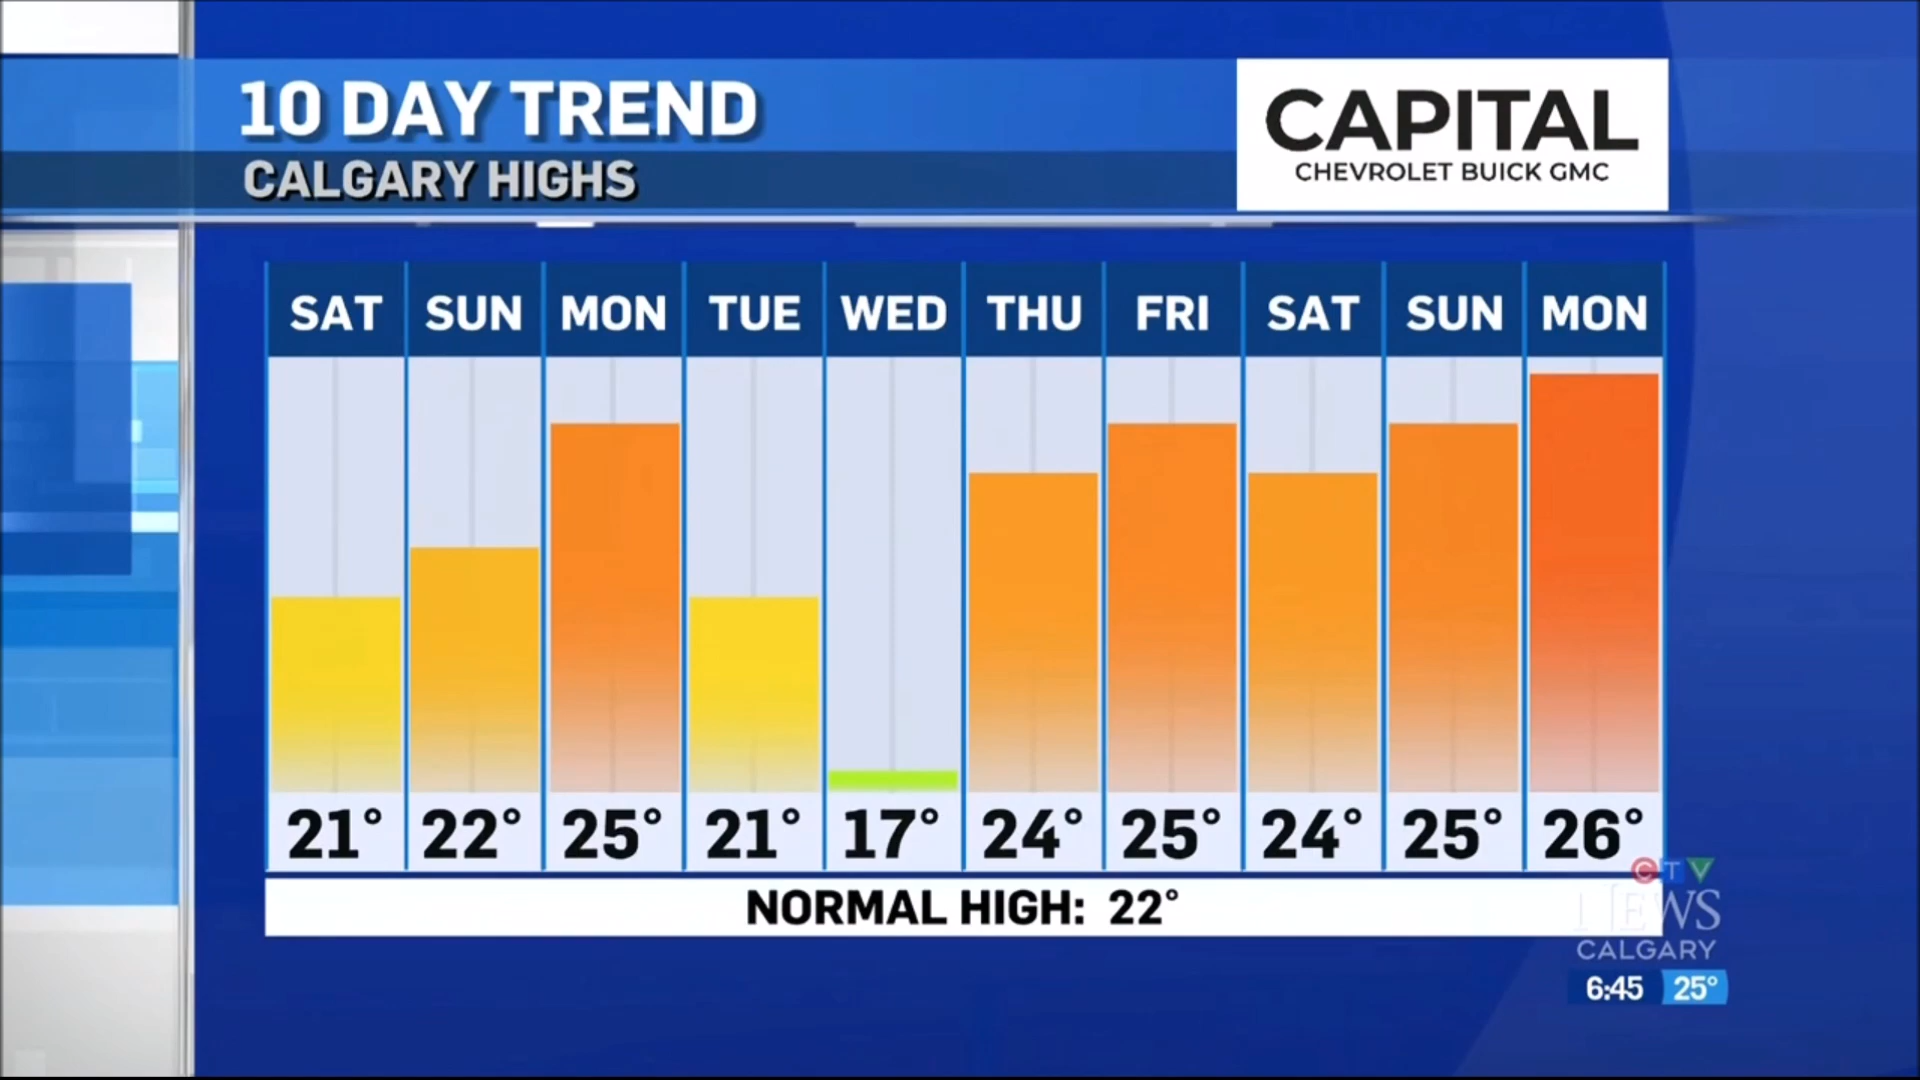 10 DAY TREND
CALGARY HIGHS
CAPITAL
CHEVROLET BUICK GMC
SAT SUN MON TUE WED THU FRI SAT SUN MON
21° 22° 25° 21° 17° 24° 25° 24° 25° 26°
NORMAL HIGH: 22°
CTV
NEWS
CALGARY
6:45 25°